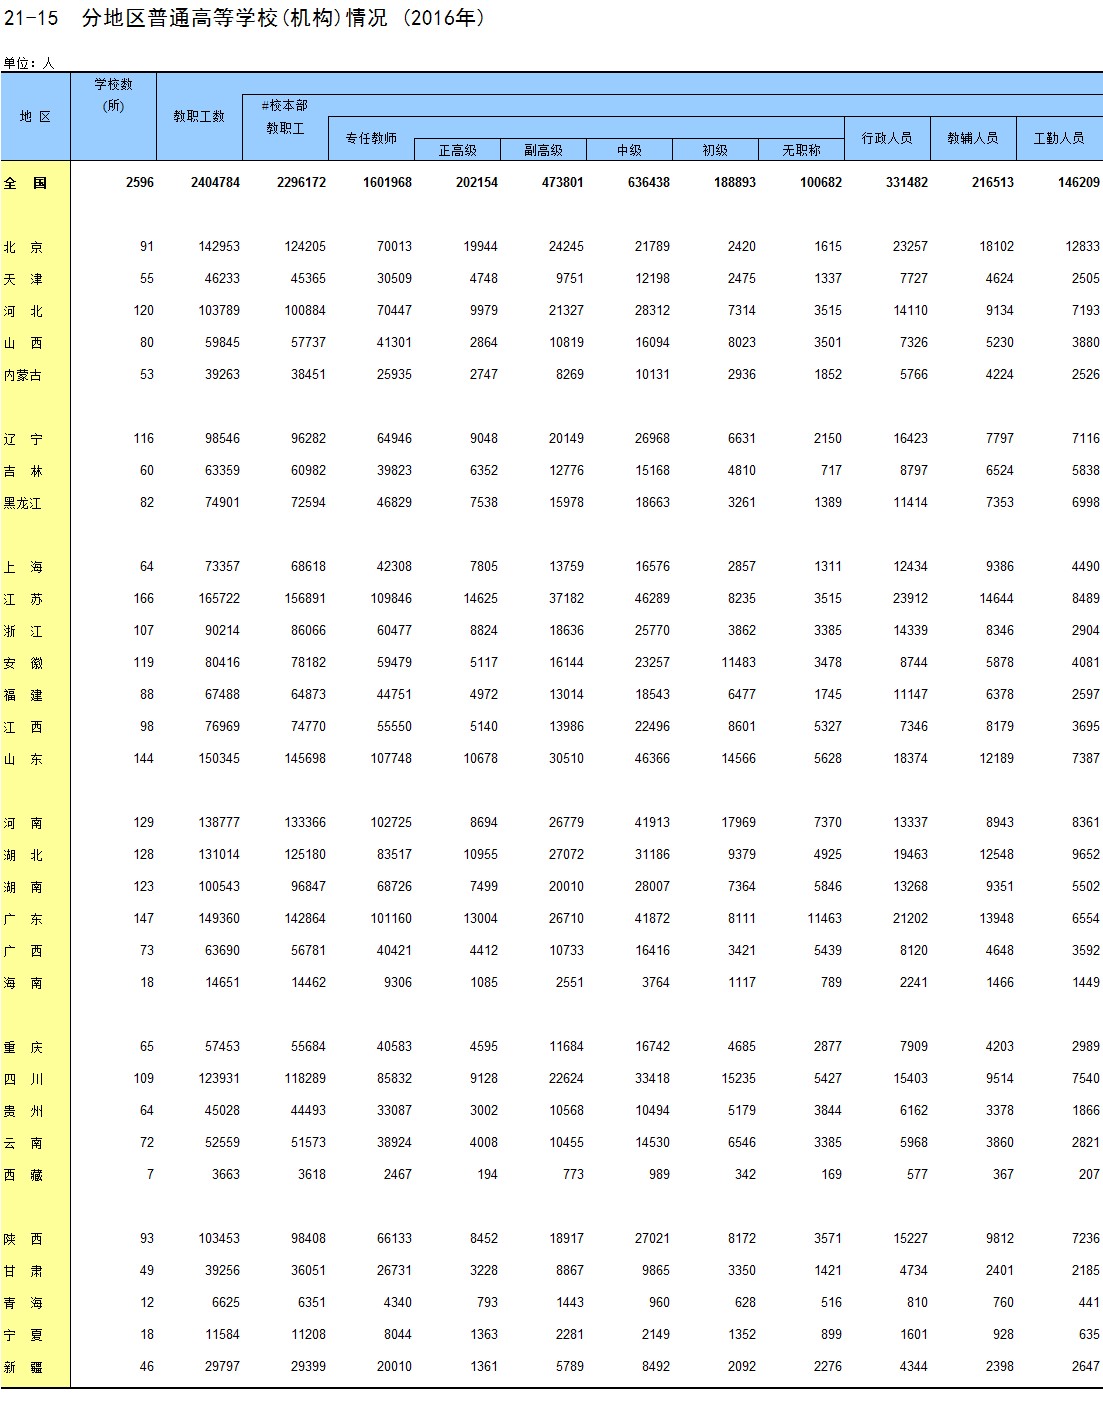 21-15 分地区普通高等学校(机构)情况 (2016年)
单位：人
地 区 学校数 (所) 教职工数 #校本部 教职工 专任教师 正高级 副高级 中级 初级 无职称 行政人员 教辅人员 工勤人员
全 国 2596 2404784 2296172 1601968 202154 473801 636438 188893 100682 331482 216513 146209
北 京 91 142953 124205 70013 19944 24245 21789 2420 1615 23257 18102 12833
天 津 55 46233 45365 30509 4748 9751 12198 2475 1337 7727 4624 2505
河 北 120 103789 100884 70447 9979 21327 28312 7314 3515 14110 9134 7193
山 西 80 59845 57737 41301 2864 10819 16094 8023 3501 7326 5230 3880
内蒙古 53 39263 38451 25935 2747 8269 10131 2936 1852 5766 4224 2526
辽 宁 116 98546 96282 64946 9048 20149 26968 6631 2150 16423 7797 7116
吉 林 60 63359 60982 39823 6352 12776 15168 4810 717 8797 6524 5838
黑龙江 82 74901 72594 46829 7538 15978 18663 3261 1389 11414 7353 6998
上 海 64 73357 68618 42308 7805 13759 16576 2857 1311 12434 9386 4490
江 苏 166 165722 156891 109846 14625 37182 46289 8235 3515 23912 14644 8489
浙 江 107 90214 86066 60477 8824 18636 25770 3862 3385 14339 8346 2904
安 徽 119 80416 78182 59479 5117 16144 23257 11483 3478 8744 5878 4081
福 建 88 67488 64873 44751 4972 13014 18543 6477 1745 11147 6378 2597
江 西 98 76969 74770 55550 5140 13986 22496 8601 5327 7346 8179 3695
山 东 144 150345 145698 107748 10678 30510 46366 14566 5628 18374 12189 7387
河 南 129 138777 133366 102725 8694 26779 41913 17969 7370 13337 8943 8361
湖 北 128 131014 125180 83517 10955 27072 31186 9379 4925 19463 12548 9652
湖 南 123 100543 96847 68726 7499 20010 28007 7364 5846 13268 9351 5502
广 东 147 149360 142864 101160 13004 26710 41872 8111 11463 21202 13948 6554
广 西 73 63690 56781 40421 4412 10733 16416 3421 5439 8120 4648 3592
海 南 18 14651 14462 9306 1085 2551 3764 1117 789 2241 1466 1449
重 庆 65 57453 55684 40583 4595 11684 16742 4685 2877 7909 4203 2989
四 川 109 123931 118289 85832 9128 22624 33418 15235 5427 15403 9514 7540
贵 州 64 45028 44493 33087 3002 10568 10494 5179 3844 6162 3378 1866
云 南 72 52559 51573 38924 4008 10455 14530 6546 3385 5968 3860 2821
西 藏 7 3663 3618 2467 194 773 989 342 169 577 367 207
陕 西 93 103453 98408 66133 8452 18917 27021 8172 3571 15227 9812 7236
甘 肃 49 39256 36051 26731 3228 8867 9865 3350 1421 4734 2401 2185
青 海 12 6625 6351 4340 793 1443 960 628 516 810 760 441
宁 夏 18 11584 11208 8044 1363 2281 2149 1352 899 1601 928 635
新 疆 46 29797 29399 20010 1361 5789 8492 2092 2276 4344 2398 2647